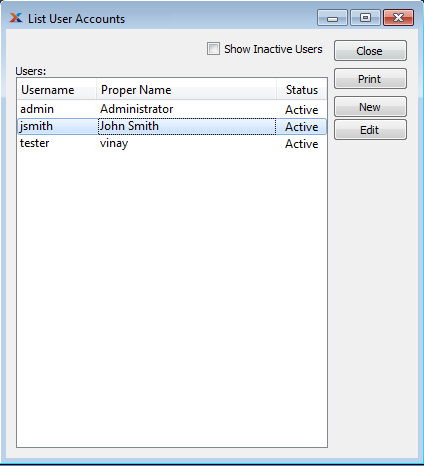 List User Accounts
Show Inactive Users
Close
Users:
Print
Username Proper Name Status
New
admin Administrator Active
jsmith John Smith Active
Edit
tester vinay Active